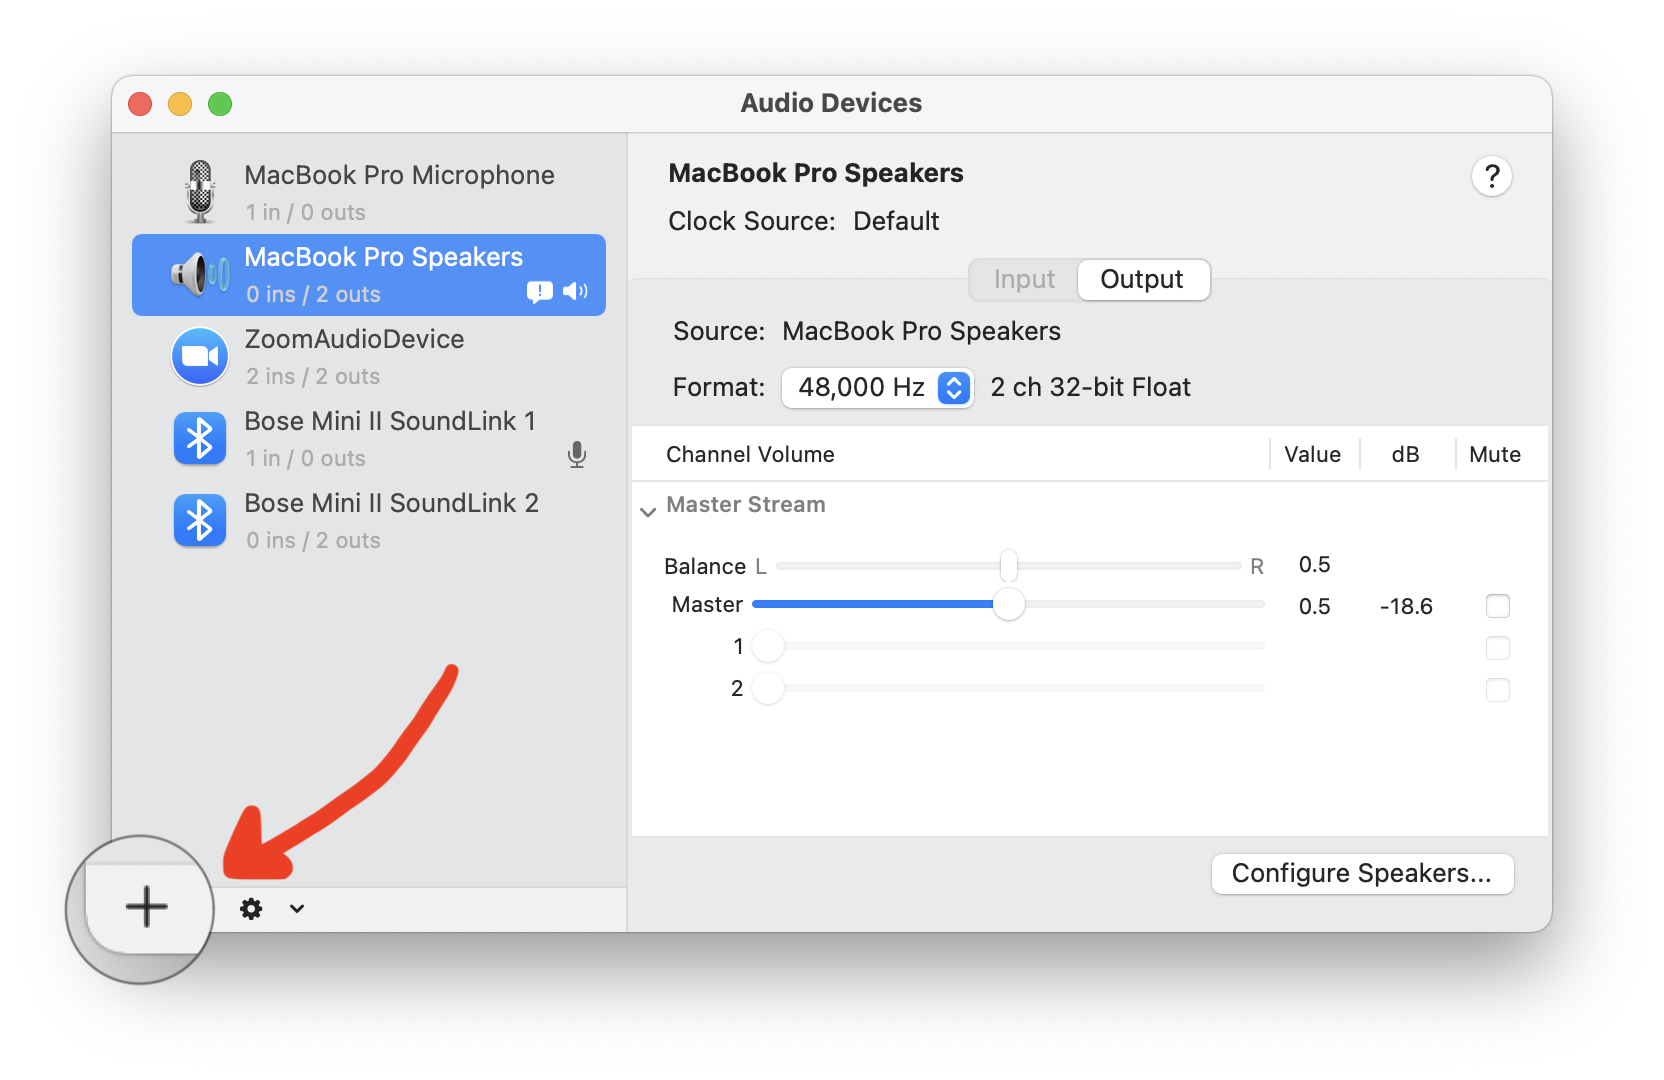 Audio Devices
MacBook Pro Microphone
1 in / 0 outs
MacBook Pro Speakers
0 ins / 2 outs
ZoomAudioDevice
2 ins / 2 outs
Bose Mini II SoundLink 1
1 in / 0 outs
Bose Mini II SoundLink 2
0 ins / 2 outs
MacBook Pro Speakers
?
Clock Source: Default
Input Output
Source: MacBook Pro Speakers
Format: 48,000 Hz 2 ch 32-bit Float
Channel Volume Value dB Mute
Master Stream
Balance L R 0.5
Master 0.5 -18.6
1
2
Configure Speakers...